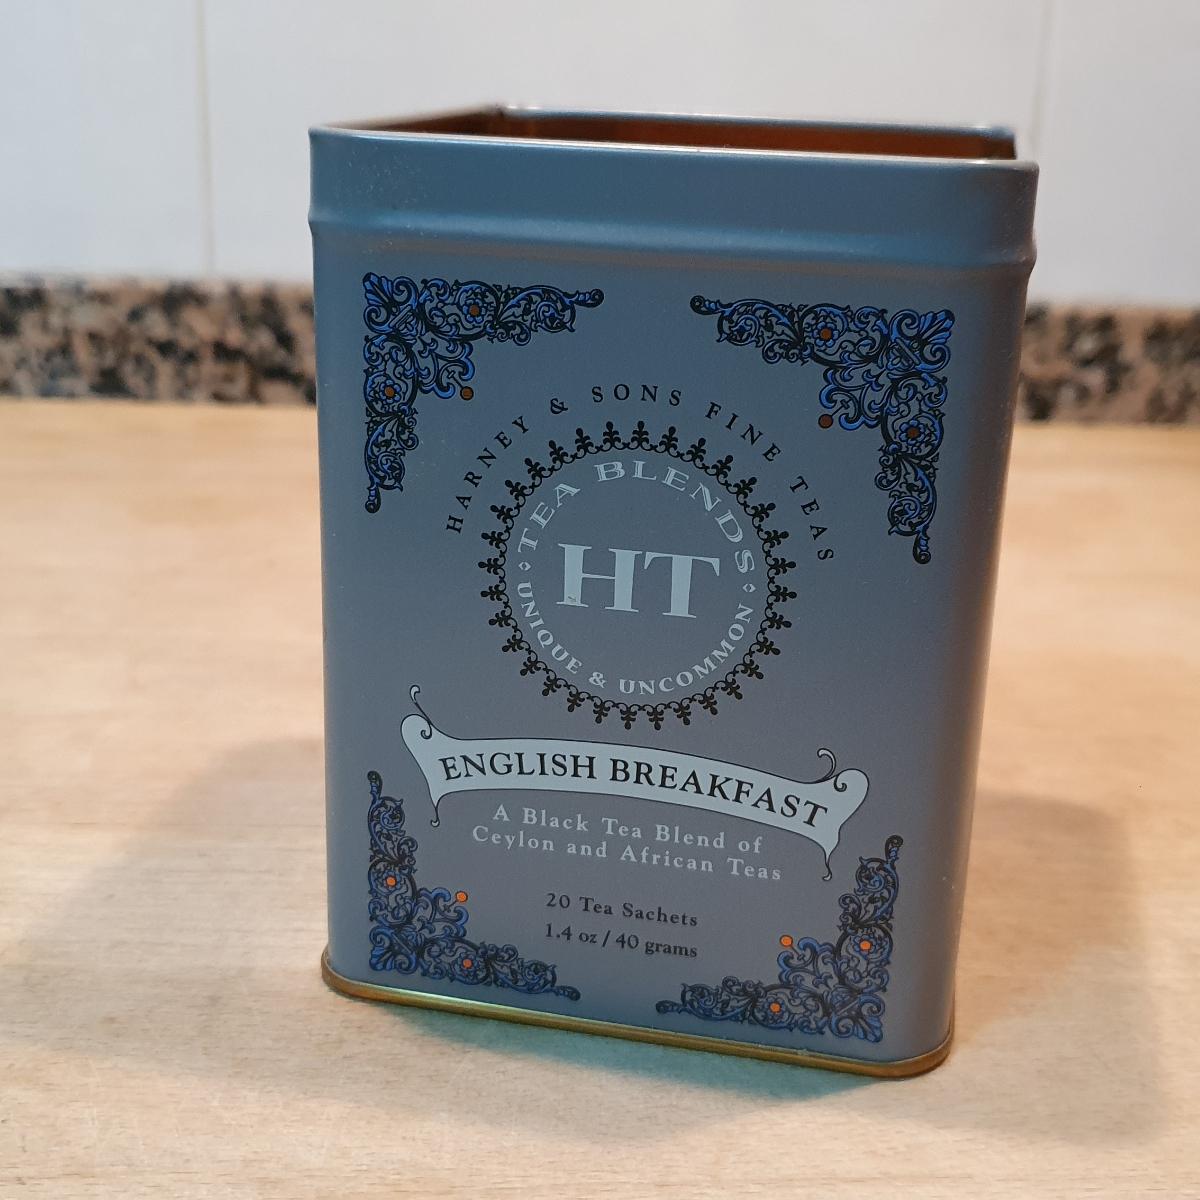 HARNEY & SONS FINE TEAS
TEA BLENDS
HT
UNIQUE & UNCOMMON
ENGLISH BREAKFAST
A Black Tea Blend of
Ceylon and African Teas
20 Tea Sachets
1.4 oz / 40 grams